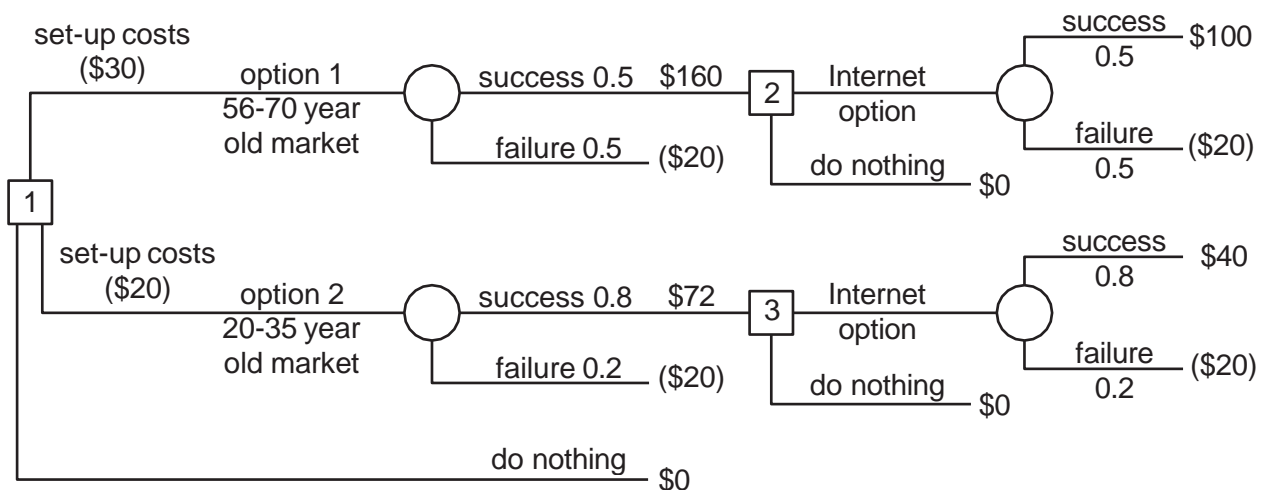 set-up costs
($30)
option 1
56-70 year
old market
success 0.5 $160
2
Internet
option
success
0.5
$100
failure
0.5
($20)
failure 0.5
($20)
do nothing
$0
1
set-up costs
($20)
option 2
20-35 year
old market
success 0.8 $72
3
Internet
option
success
0.8
$40
failure
0.2
($20)
failure 0.2
($20)
do nothing
$0
do nothing
$0